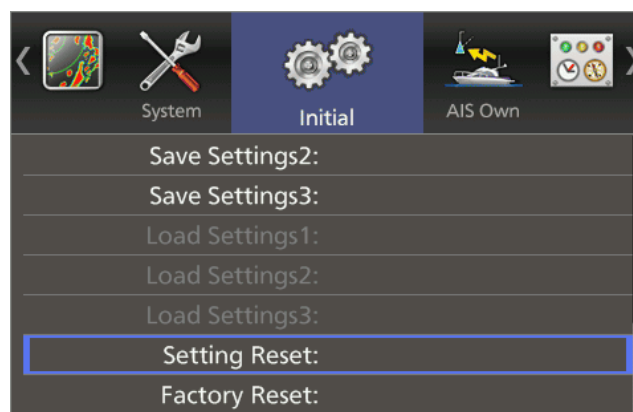 System
Initial
AIS Own
Save Settings2:
Save Settings3:
Load Settings1:
Load Settings2:
Load Settings3:
Setting Reset:
Factory Reset: